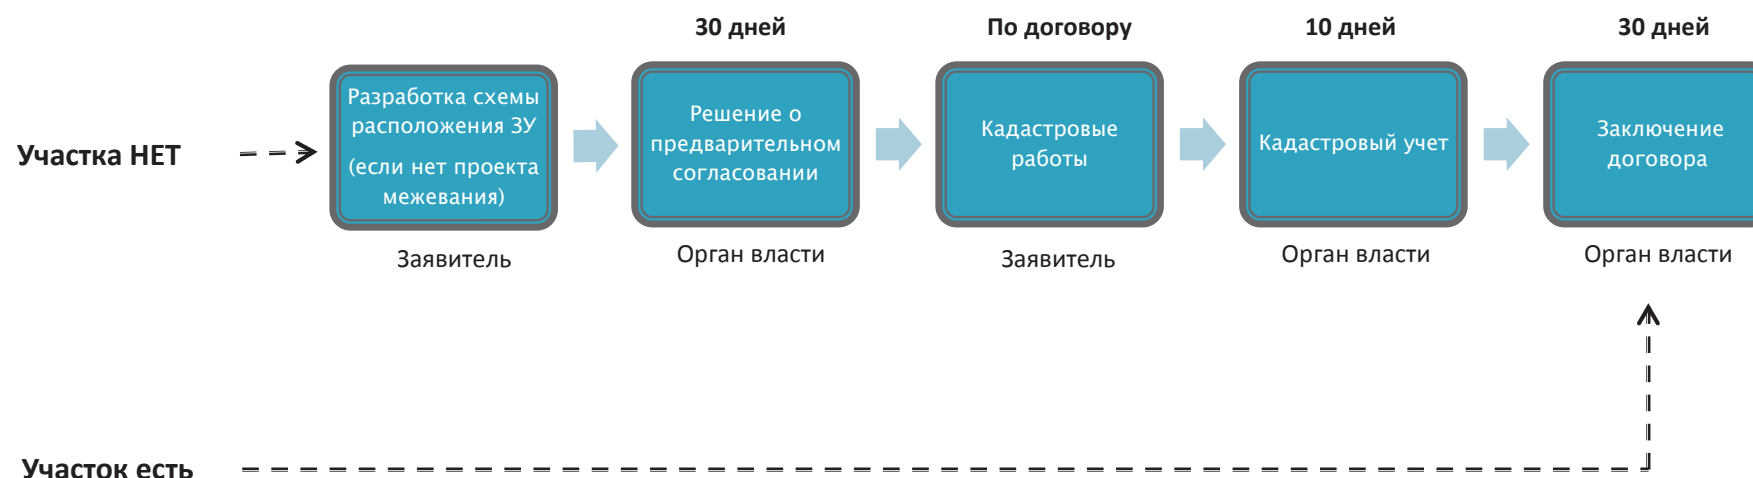 30 дней
По договору
10 дней
30 дней
Участка НЕТ
Разработка схемы
расположения ЗУ
(если нет проекта
межевания)
Решение о
предварительном
согласовании
Кадастровые
работы
Кадастровый учет
Заключение
договора
Заявитель
Орган власти
Заявитель
Орган власти
Орган власти
Участок есть